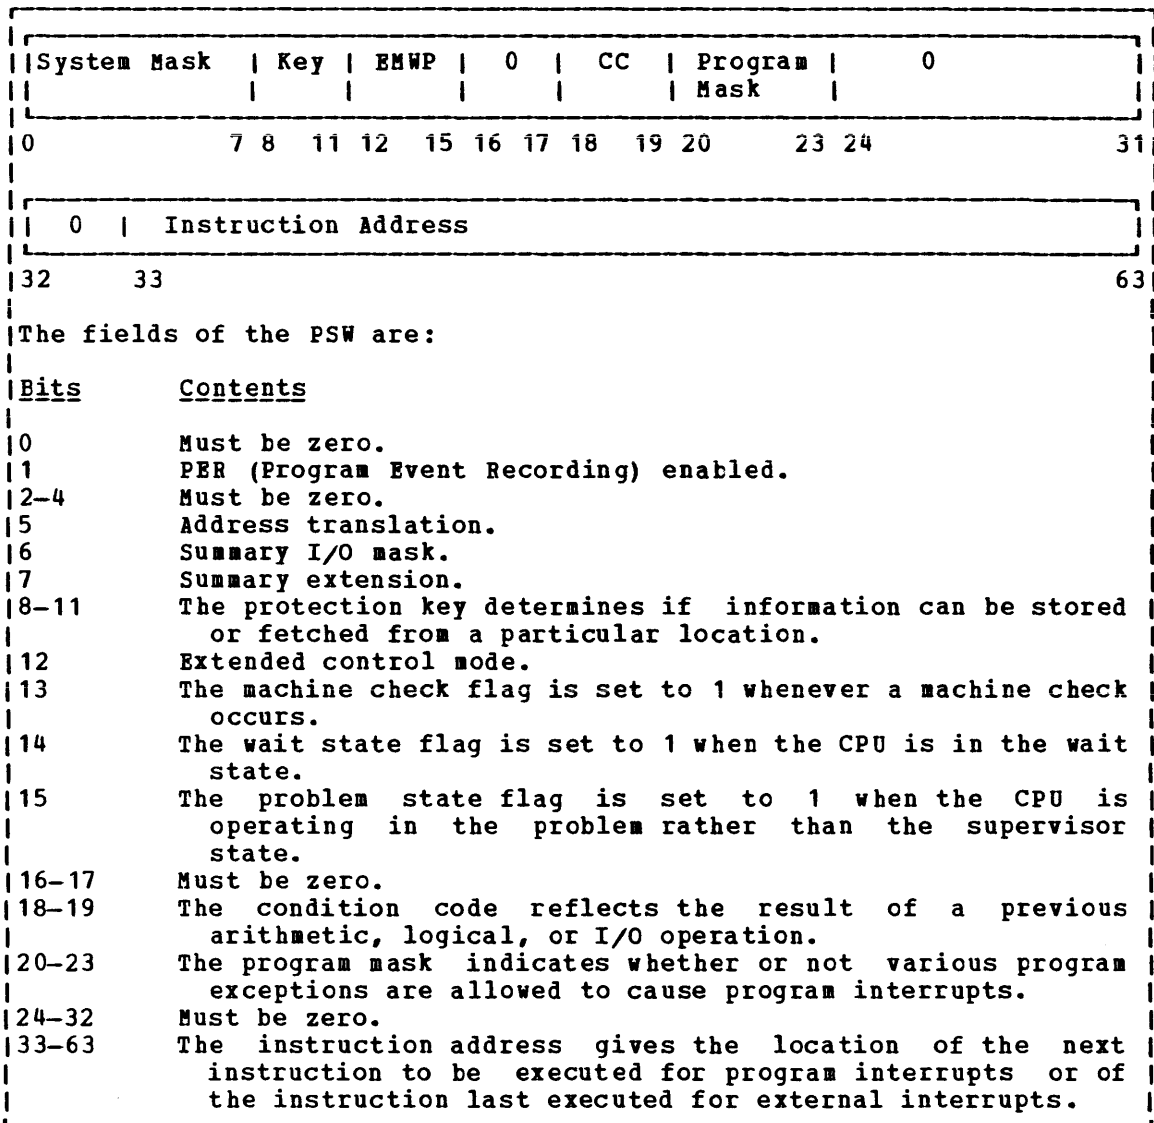 System Mask | Key | EMWP | 0 | CC | Program | 0
Mask
0 7 8 11 12 15 16 17 18 19 20 23 24 31
0 | Instruction Address
32 33 63
The fields of the PSW are:
Bits Contents
0 Must be zero.
1 PER (Program Event Recording) enabled.
2-4 Must be zero.
5 Address translation.
6 Summary I/O mask.
7 Summary extension.
8-11 The protection key determines if information can be stored
or fetched from a particular location.
12 Extended control mode.
13 The machine check flag is set to 1 whenever a machine check
occurs.
14 The wait state flag is set to 1 when the CPU is in the wait
state.
15 The problem state flag is set to 1 when the CPU is
operating in the problem rather than the supervisor
state.
16-17 Must be zero.
18-19 The condition code reflects the result of a previous
arithmetic, logical, or I/O operation.
20-23 The program mask indicates whether or not various program
exceptions are allowed to cause program interrupts.
24-32 Must be zero.
33-63 The instruction address gives the location of the next
instruction to be executed for program interrupts or of
the instruction last executed for external interrupts.